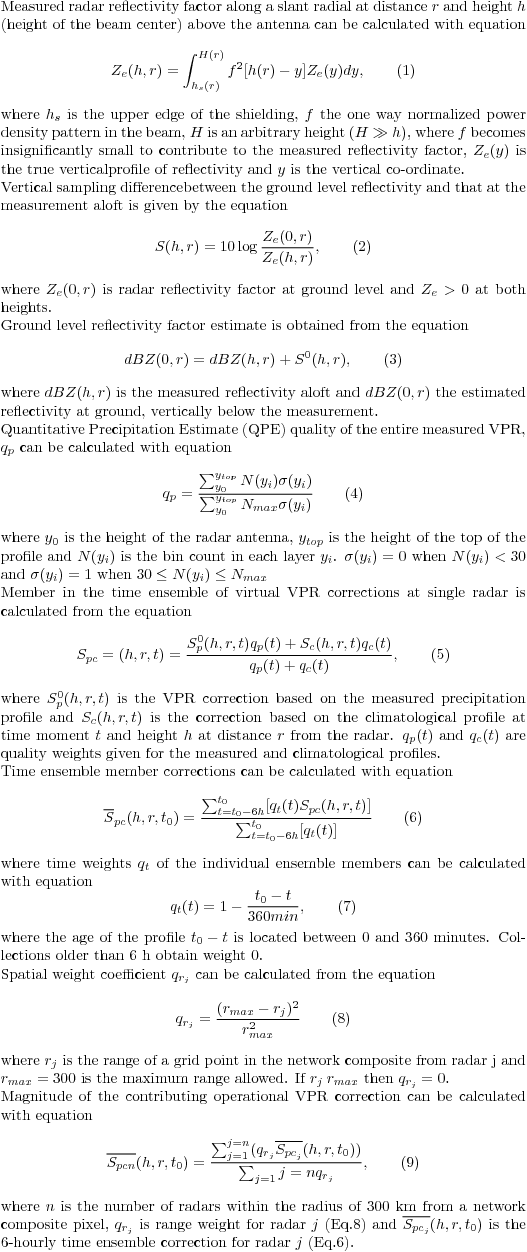 Measured radar reflectivity factor along a slant radial at distance r and height h
(height of the beam center) above the antenna can be calculated with equation
Z_e(h, r) = ∫_{h_s(r)}^{H(r)} f²[h(r) − y]Z_e(y)dy,    (1)
where h_s is the upper edge of the shielding, f the one way normalized power
density pattern in the beam, H is an arbitrary height (H ≫ h), where f becomes
insignificantly small to contribute to the measured reflectivity factor, Z_e(y) is
the true verticalprofile of reflectivity and y is the vertical co-ordinate.
Vertical sampling differencebetween the ground level reflectivity and that at the
measurement aloft is given by the equation
S(h, r) = 10 log \frac{Z_e(0, r)}{Z_e(h, r)},    (2)
where Z_e(0, r) is radar reflectivity factor at ground level and Z_e > 0 at both
heights.
Ground level reflectivity factor estimate is obtained from the equation
dBZ(0, r) = dBZ(h, r) + S^0(h, r),    (3)
where dBZ(h, r) is the measured reflectivity aloft and dBZ(0, r) the estimated
reflectivity at ground, vertically below the measurement.
Quantitative Precipitation Estimate (QPE) quality of the entire measured VPR,
q_p can be calculated with equation
q_p = \frac{\sum_{y_0}^{y_{top}} N(y_i)σ(y_i)}{\sum_{y_0}^{y_{top}} N_{max}σ(y_i)}    (4)
where y_0 is the height of the radar antenna, y_{top} is the height of the top of the
profile and N(y_i) is the bin count in each layer y_i. σ(y_i) = 0 when N(y_i) < 30
and σ(y_i) = 1 when 30 ≤ N(y_i) ≤ N_{max}
Member in the time ensemble of virtual VPR corrections at single radar is
calculated from the equation
S_{pc} = (h, r, t) = \frac{S_p^0(h, r, t)q_p(t) + S_c(h, r, t)q_c(t)}{q_p(t) + q_c(t)},    (5)
where S_p^0(h, r, t) is the VPR correction based on the measured precipitation
profile and S_c(h, r, t) is the correction based on the climatological profile at
time moment t and height h at distance r from the radar. q_p(t) and q_c(t) are
quality weights given for the measured and climatological profiles.
Time ensemble member corrections can be calculated with equation
\overline{S}_{pc}(h, r, t_0) = \frac{\sum_{t=t_0-6h}^{t_0}[q_t(t)S_{pc}(h, r, t)]}{\sum_{t=t_0-6h}^{t_0}[q_t(t)]}    (6)
where time weights q_t of the individual ensemble members can be calculated
with equation
q_t(t) = 1 − \frac{t_0 − t}{360min},    (7)
where the age of the profile t_0 − t is located between 0 and 360 minutes. Col-
lections older than 6 h obtain weight 0.
Spatial weight coefficient q_{r_j} can be calculated from the equation
q_{r_j} = \frac{(r_{max} − r_j)^2}{r_{max}^2}    (8)
where r_j is the range of a grid point in the network composite from radar j and
r_{max} = 300 is the maximum range allowed. If r_j r_{max} then q_{r_j} = 0.
Magnitude of the contributing operational VPR correction can be calculated
with equation
\overline{S_{pcn}}(h, r, t_0) = \frac{\sum_{j=1}^{j=n}(q_{r_j}\overline{S_{pc_j}}(h, r, t_0))}{\sum_{j=1} j = nq_{r_j}},    (9)
where n is the number of radars within the radius of 300 km from a network
composite pixel, q_{r_j} is range weight for radar j (Eq.8) and \overline{S_{pc_j}}(h, r, t_0) is the
6-hourly time ensemble correction for radar j (Eq.6).